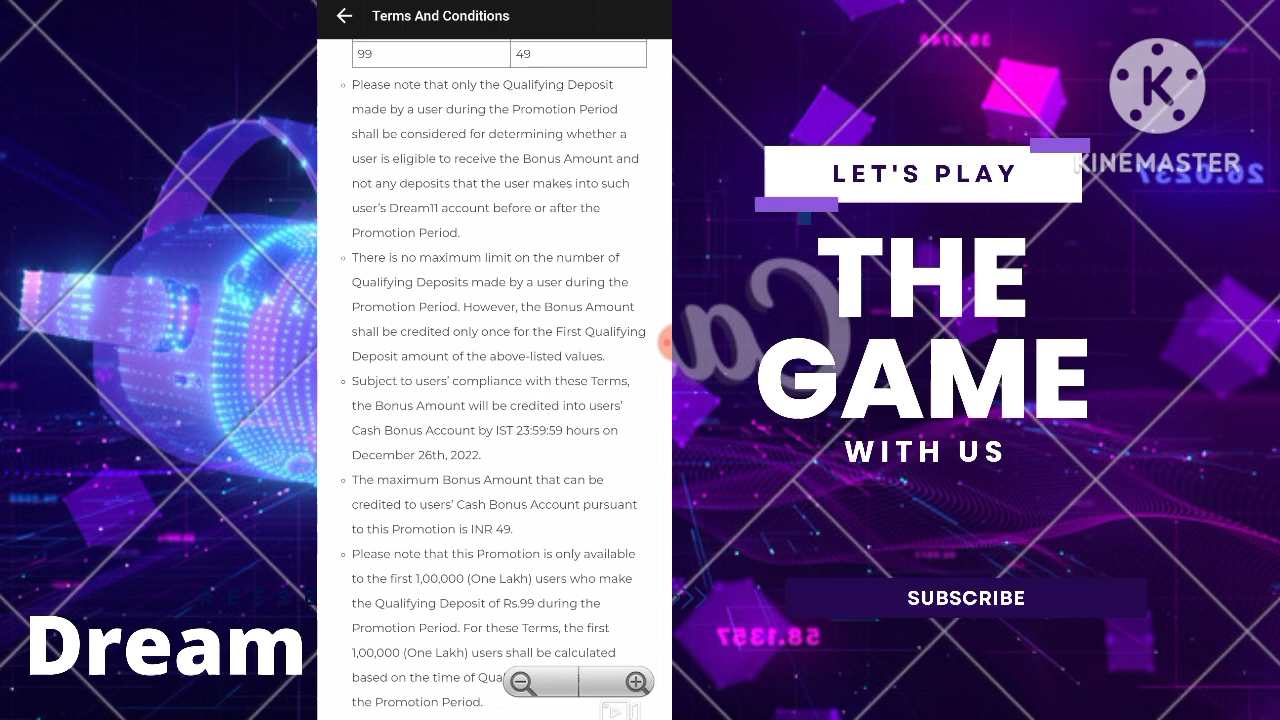 Terms And Conditions
99 49
Please note that only the Qualifying Deposit
made by a user during the Promotion Period
shall be considered for determining whether a
user is eligible to receive the Bonus Amount and
not any deposits that the user makes into such
user's Dream11 account before or after the
Promotion Period.
There is no maximum limit on the number of
Qualifying Deposits made by a user during the
Promotion Period. However, the Bonus Amount
shall be credited only once for the First Qualifying
Deposit amount of the above-listed values.
Subject to users' compliance with these Terms,
the Bonus Amount will be credited into users'
Cash Bonus Account by IST 23:59:59 hours on
December 26th, 2022.
The maximum Bonus Amount that can be
credited to users' Cash Bonus Account pursuant
to this Promotion is INR 49.
Please note that this Promotion is only available
to the first 1,00,000 (One Lakh) users who make
the Qualifying Deposit of Rs.99 during the
Promotion Period. For these Terms, the first
1,00,000 (One Lakh) users shall be calculated
based on the time of Qua
the Promotion Period.
Dream
K
KINEMASTER
LET'S PLAY
THE
GAME
WITH US
SUBSCRIBE
26.0237
58.1357
Ca